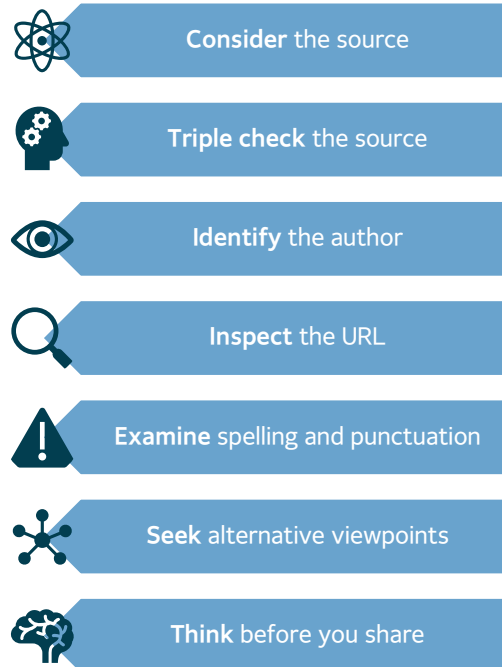 Consider the source
Triple check the source
Identify the author
Inspect the URL
Examine spelling and punctuation
Seek alternative viewpoints
Think before you share